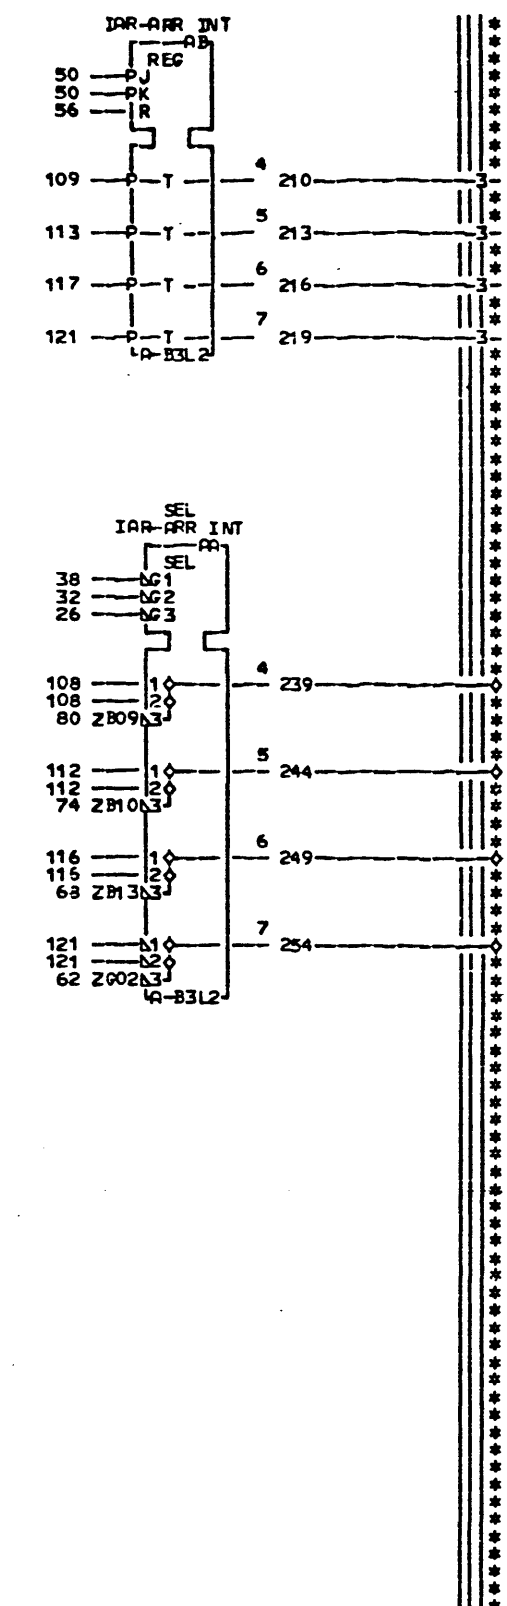 IAR-ARR INT
AB
REG
50 PJ
50 PK
56 R
4
109 P T 210 3
5
113 P T 213 3
6
117 P T 216 3
7
121 P T 219 3
A-B3L2
SEL
IAR-ARR INT
AA
SEL
38 G1
32 G2
26 G3
4
108 1 239
108 2
80 ZB09 3
5
112 1 244
112 2
74 ZB10 3
6
116 1 249
116 2
68 ZB13 3
7
121 1 254
121 2
62 ZG02 3
A-B3L2